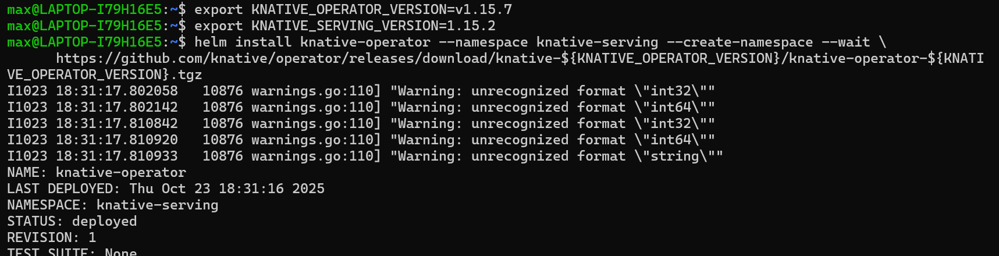 max@LAPTOP-I79H16E5:~$ export KNATIVE_OPERATOR_VERSION=v1.15.7
max@LAPTOP-I79H16E5:~$ export KNATIVE_SERVING_VERSION=1.15.2
max@LAPTOP-I79H16E5:~$ helm install knative-operator --namespace knative-serving --create-namespace --wait \
      https://github.com/knative/operator/releases/download/knative-${KNATIVE_OPERATOR_VERSION}/knative-operator-${KNATI
VE_OPERATOR_VERSION}.tgz
I1023 18:31:17.802058   10876 warnings.go:110] "Warning: unrecognized format \"int32\""
I1023 18:31:17.802142   10876 warnings.go:110] "Warning: unrecognized format \"int64\""
I1023 18:31:17.810842   10876 warnings.go:110] "Warning: unrecognized format \"int32\""
I1023 18:31:17.810920   10876 warnings.go:110] "Warning: unrecognized format \"int64\""
I1023 18:31:17.810933   10876 warnings.go:110] "Warning: unrecognized format \"string\""
NAME: knative-operator
LAST DEPLOYED: Thu Oct 23 18:31:16 2025
NAMESPACE: knative-serving
STATUS: deployed
REVISION: 1
TEST SUITE: None